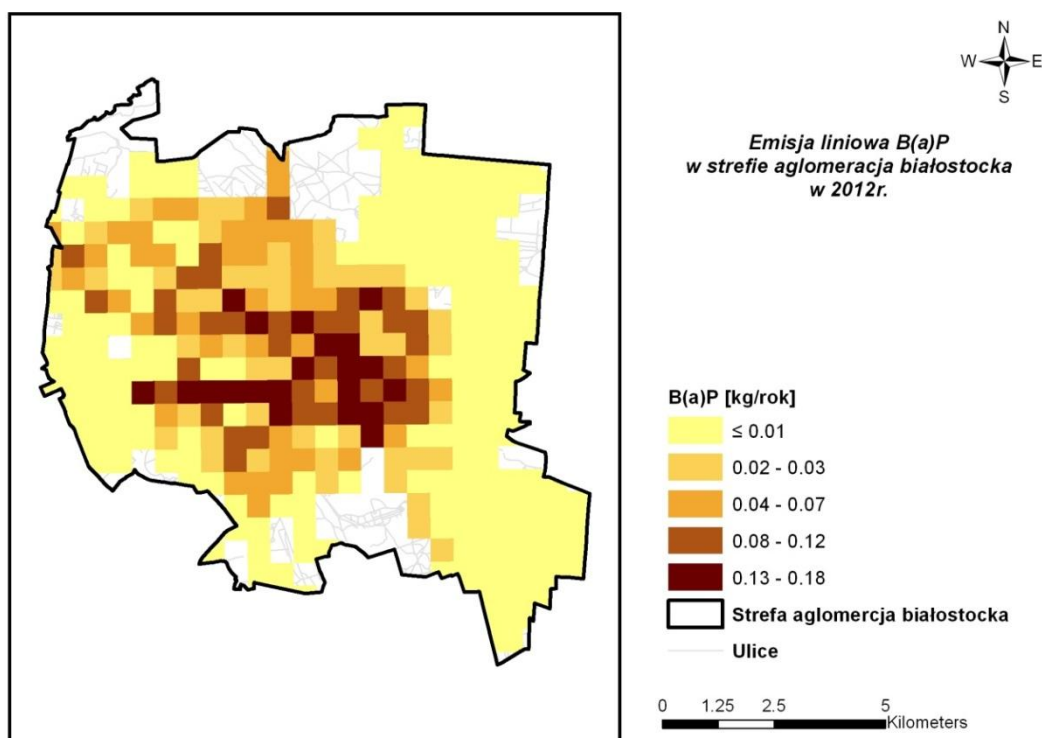 N
W E
S
Emisja liniowa B(a)P
w strefie aglomeracja białostocka
w 2012r.
B(a)P [kg/rok]
≤ 0.01
0.02 - 0.03
0.04 - 0.07
0.08 - 0.12
0.13 - 0.18
Strefa aglomercja białostocka
Ulice
0 1.25 2.5 5
Kilometers